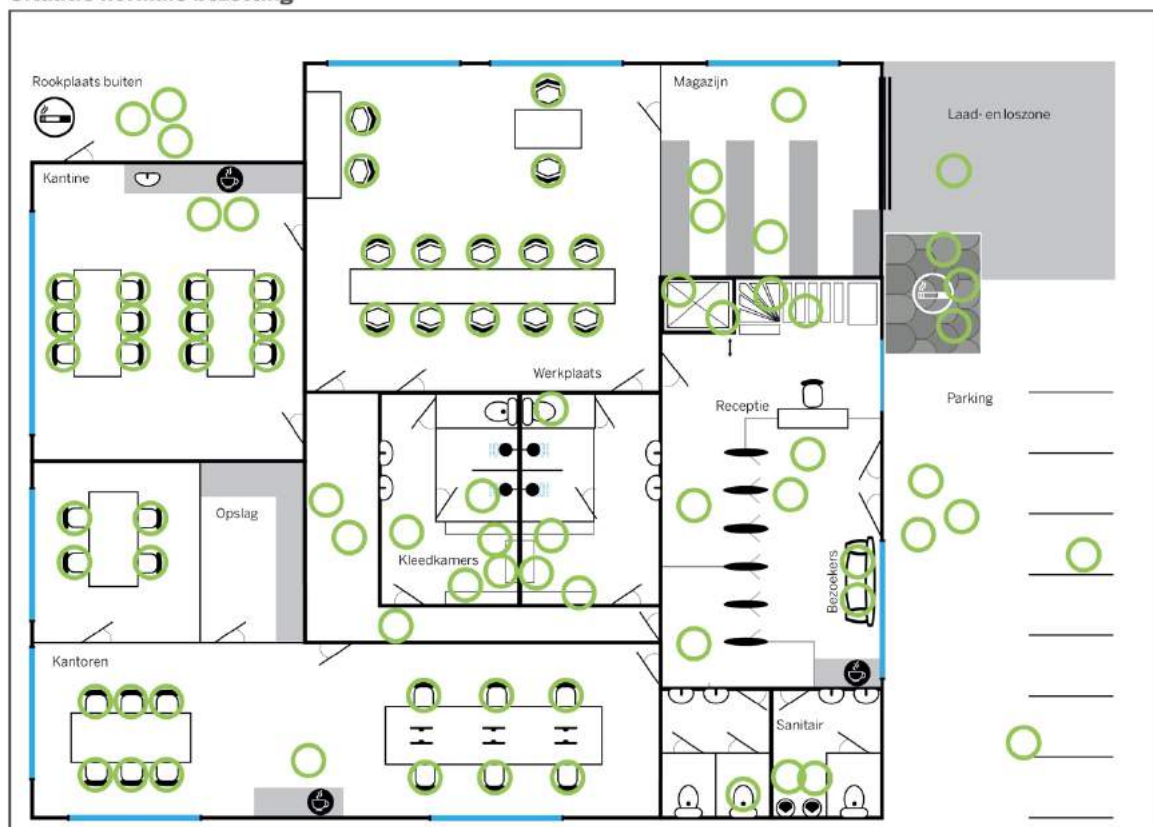 Rookplaats buiten
Magazijn
Laad- en loszone
Kantine
Werkplaats
Receptie
Parking
Opslag
Kleedkamers
Bezoekers
Kantoren
Sanitair